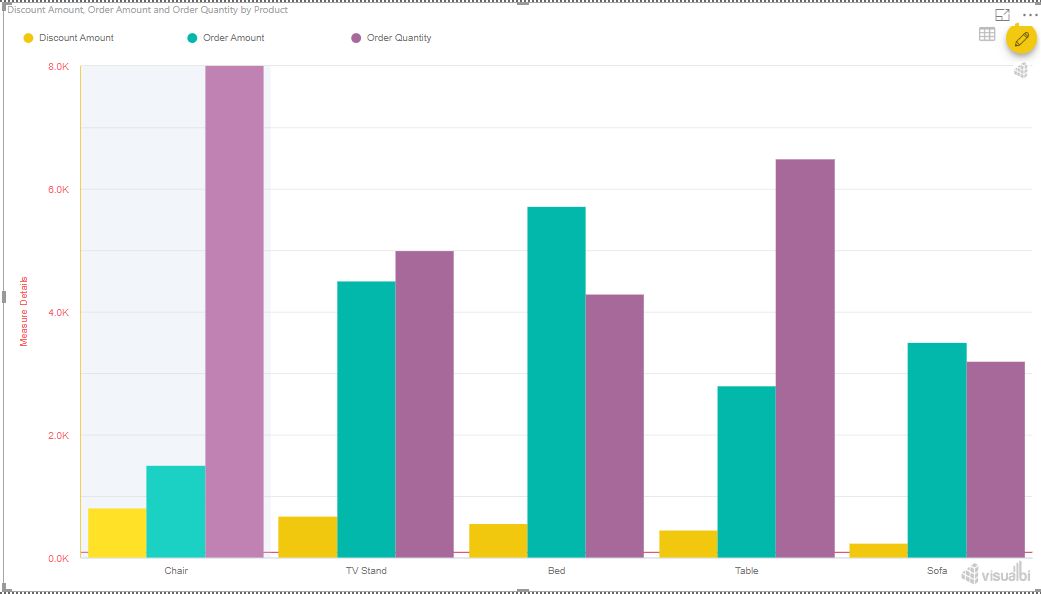 Discount Amount, Order Amount and Order Quantity by Product
Discount Amount Order Amount Order Quantity
8.0K
6.0K
4.0K
2.0K
0.0K
Measure Details
Chair TV Stand Bed Table Sofa
visualbi